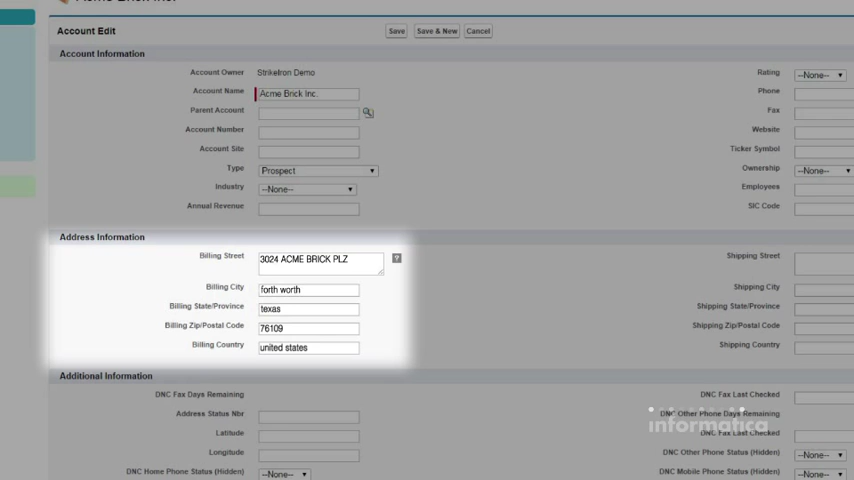 Account Edit Save Save & New Cancel
Account Information
Account Owner StrikeIron Demo Rating --None--
Account Name Acme Brick Inc. Phone
Parent Account Fax
Account Number Website
Account Site Ticker Symbol
Type Prospect Ownership --None--
Industry --None-- Employees
Annual Revenue SIC Code
Address Information
Billing Street 3024 ACME BRICK PLZ ? Shipping Street
Billing City forth worth Shipping City
Billing State/Province texas Shipping State/Province
Billing Zip/Postal Code 76109 Shipping Zip/Postal Code
Billing Country united states Shipping Country
Additional Information
DNC Fax Days Remaining DNC Fax Last Checked
Address Status Nbr DNC Other Phone Days Remaining
informatica
Latitude DNC Fax Last Checked
Longitude DNC Other Phone Status (Hidden) --None--
DNC Home Phone Status (Hidden) --None-- DNC Mobile Phone Status (Hidden) --None--